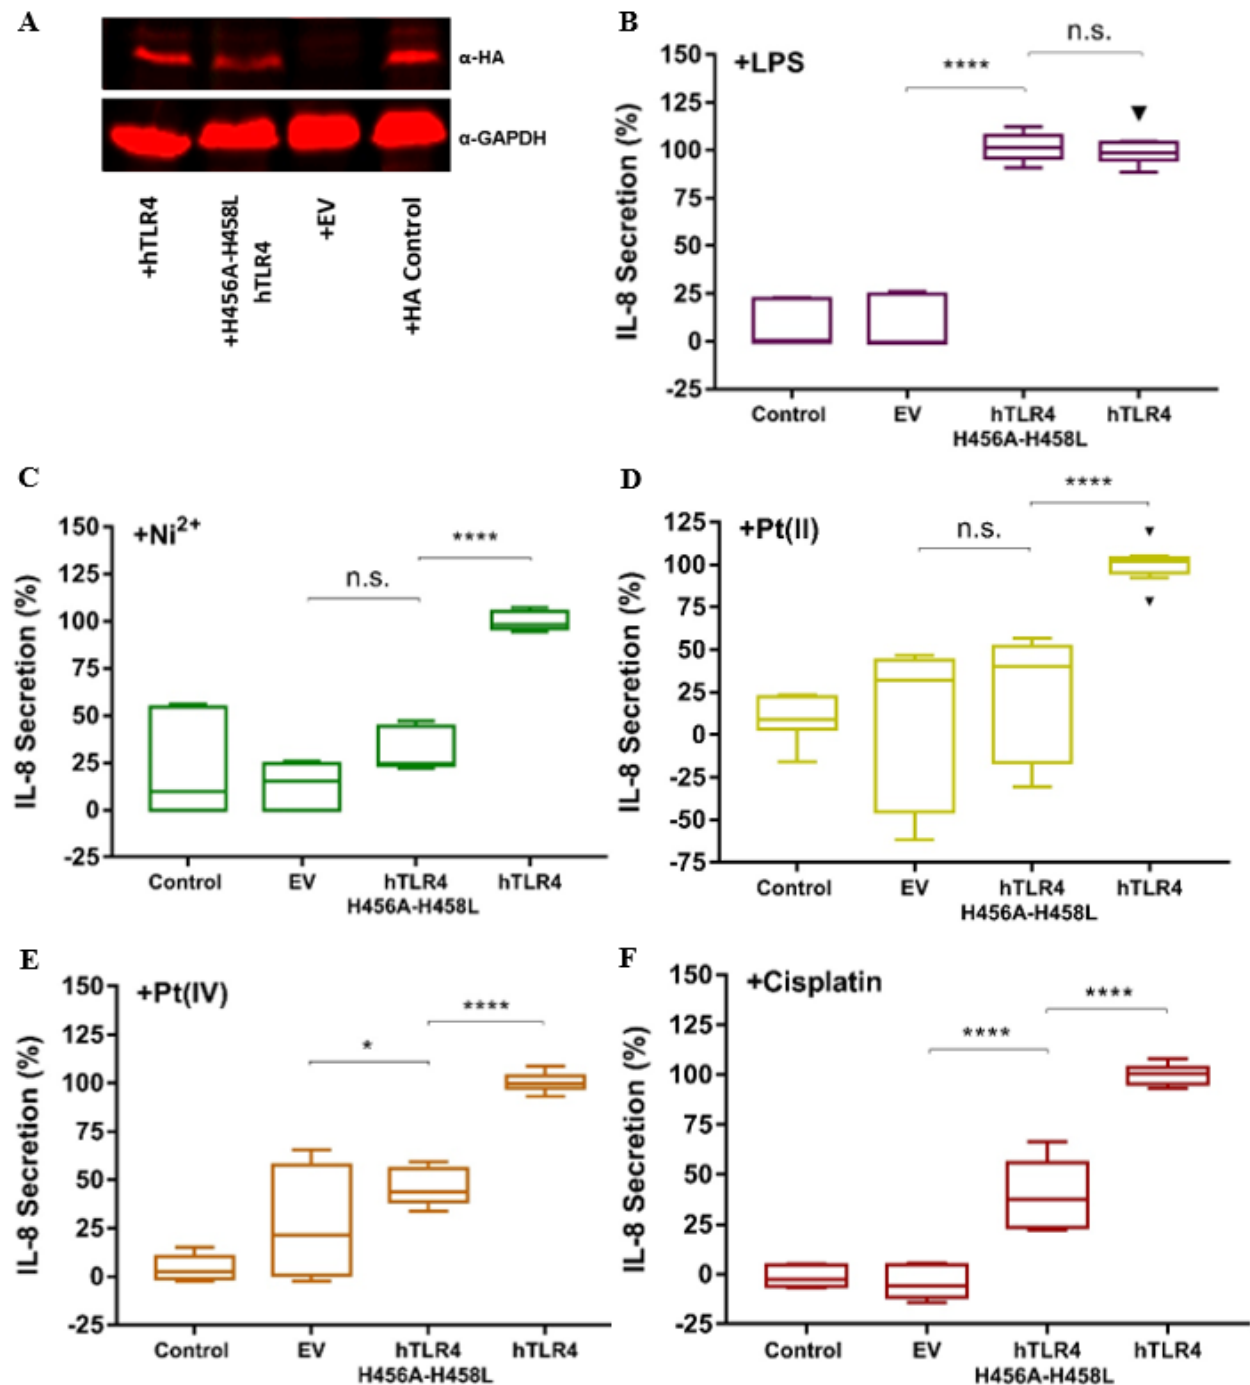 A
α-HA
α-GAPDH
+hTLR4
+H456A-H458L
hTLR4
+EV
+HA Control
B
+LPS
n.s.
****
IL-8 Secretion (%)
150
125
100
75
50
25
0
-25
Control
EV
hTLR4
H456A-H458L
hTLR4
C
+Ni2+
****
n.s.
IL-8 Secretion (%)
150
125
100
75
50
25
0
-25
Control
EV
hTLR4
H456A-H458L
hTLR4
D
+Pt(II)
****
n.s.
IL-8 Secretion (%)
125
100
75
50
25
0
-25
-50
-75
Control
EV
hTLR4
H456A-H458L
hTLR4
E
+Pt(IV)
****
*
IL-8 Secretion (%)
150
125
100
75
50
25
0
-25
Control
EV
hTLR4
H456A-H458L
hTLR4
F
+Cisplatin
****
****
IL-8 Secretion (%)
150
125
100
75
50
25
0
-25
Control
EV
hTLR4
H456A-H458L
hTLR4